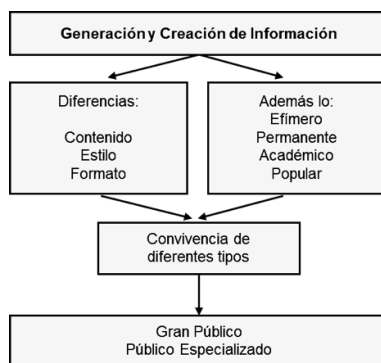 Generación y Creación de Información
Diferencias:
Contenido
Estilo
Formato
Además lo:
Efímero
Permanente
Académico
Popular
Convivencia de
diferentes tipos
Gran Público
Público Especializado